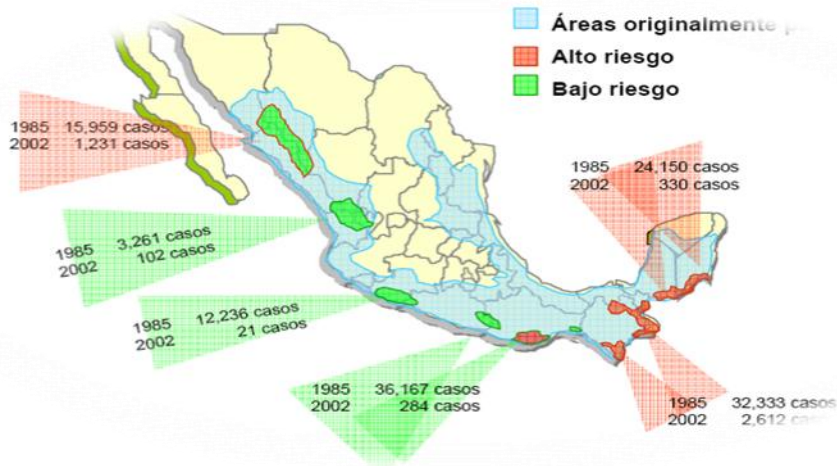 Áreas originalmente
Alto riesgo
Bajo riesgo
1985 15,959 casos
2002 1,231 casos
1985 24,150 casos
2002 330 casos
1985 3,261 casos
2002 102 casos
1985 12,236 casos
2002 21 casos
1985 36,167 casos
2002 284 casos
1985 32,333 casos
2002 2,612 casos